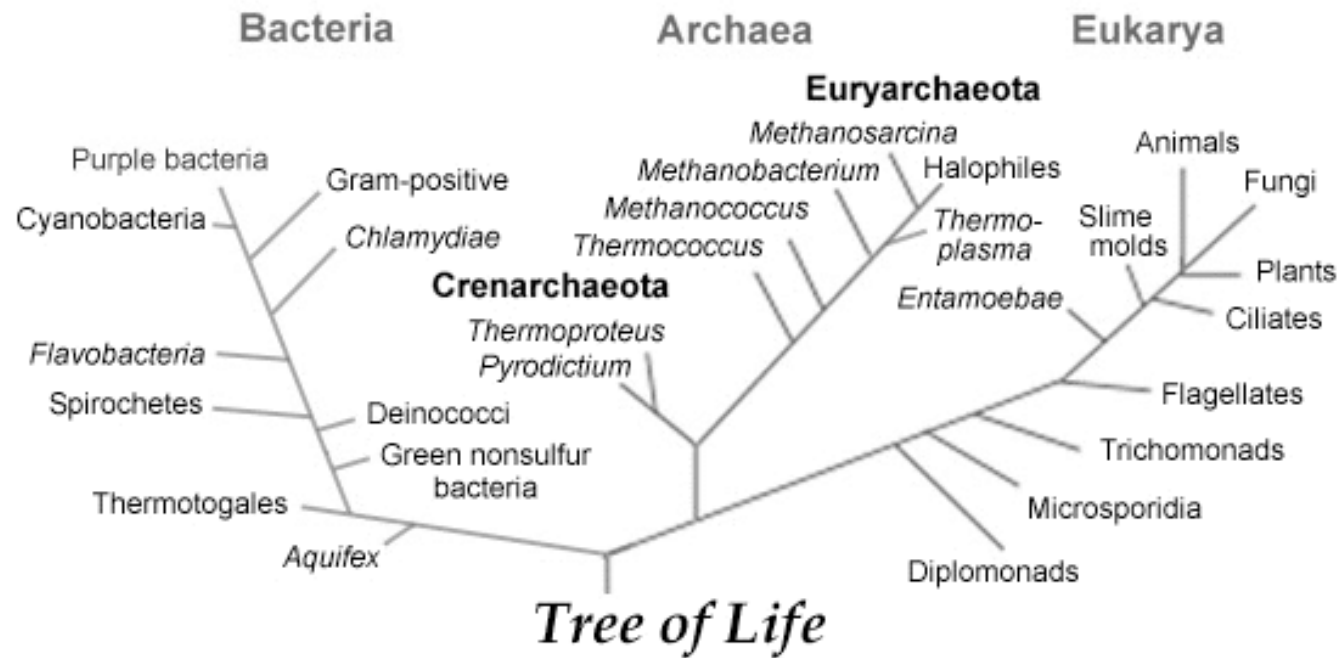 Bacteria
Archaea
Eukarya
Euryarchaeota
Methanosarcina
Animals
Purple bacteria
Gram-positive
Methanobacterium
Halophiles
Fungi
Cyanobacteria
Methanococcus
Thermo-
plasma
Slime
molds
Chlamydiae
Thermococcus
Plants
Crenarchaeota
Entamoebae
Ciliates
Thermoproteus
Flavobacteria
Pyrodictium
Flagellates
Spirochetes
Deinococci
Trichomonads
Green nonsulfur
bacteria
Thermotogales
Microsporidia
Aquifex
Diplomonads
Tree of Life